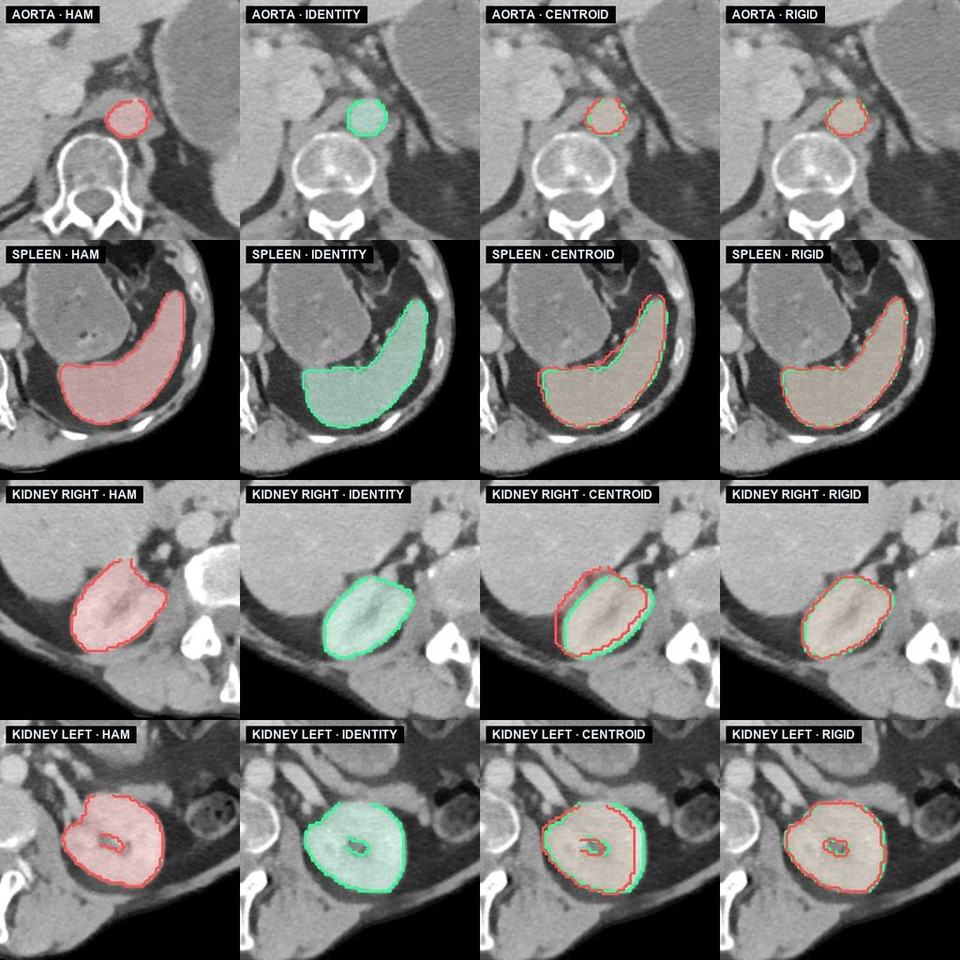 AORTA · HAM
AORTA · IDENTITY
AORTA · CENTROID
AORTA · RIGID
SPLEEN · HAM
SPLEEN · IDENTITY
SPLEEN · CENTROID
SPLEEN · RIGID
KIDNEY RIGHT · HAM
KIDNEY RIGHT · IDENTITY
KIDNEY RIGHT · CENTROID
KIDNEY RIGHT · RIGID
KIDNEY LEFT · HAM
KIDNEY LEFT · IDENTITY
KIDNEY LEFT · CENTROID
KIDNEY LEFT · RIGID